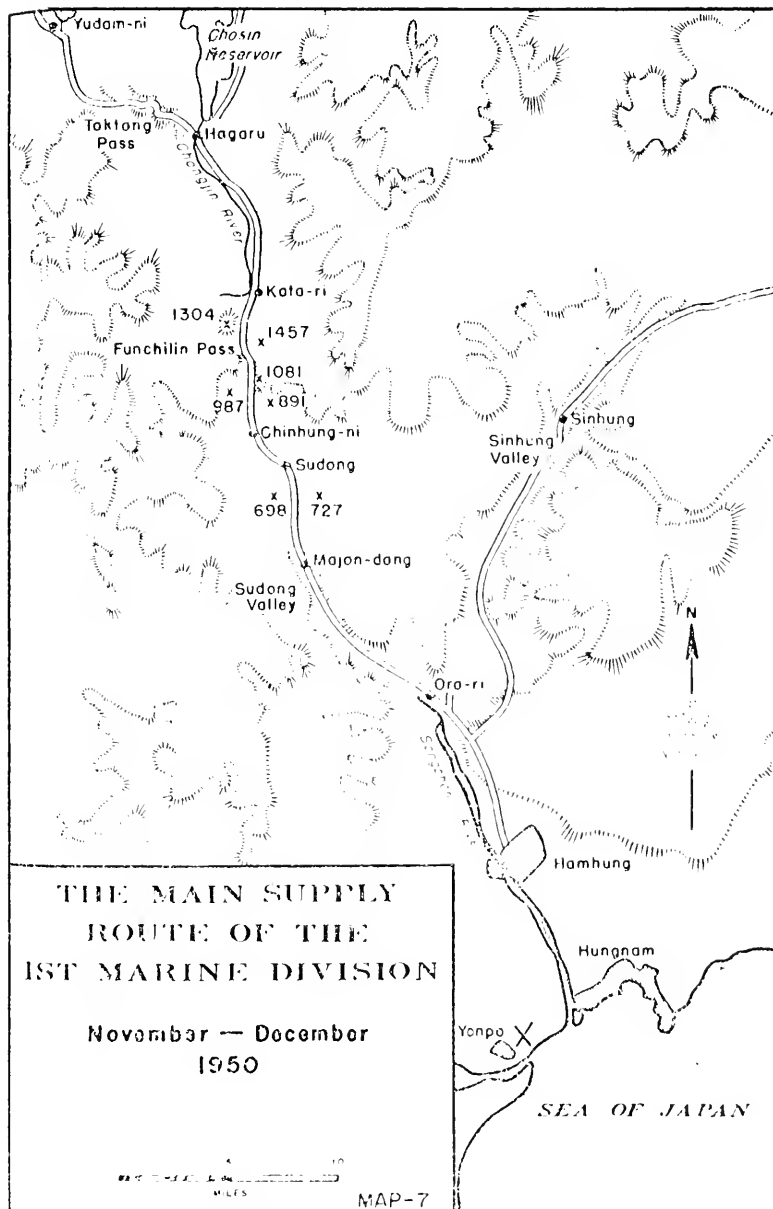 Yudam-ni
Chosin
Reservoir
Toktong
Pass
Hagaru
Changjin River
Koto-ri
1304
1457
Funchilin Pass
1081
987
891
Chinhung-ni
Sinhung
Sinhung
Valley
Sudong
698
727
Majon-dong
Sudong
Valley
N
Oro-ri
Hamhung
Hungnam
Yonpo
SEA OF JAPAN
THE MAIN SUPPLY
ROUTE OF THE
1ST MARINE DIVISION
November — December
1950
10
MILES
MAP-7